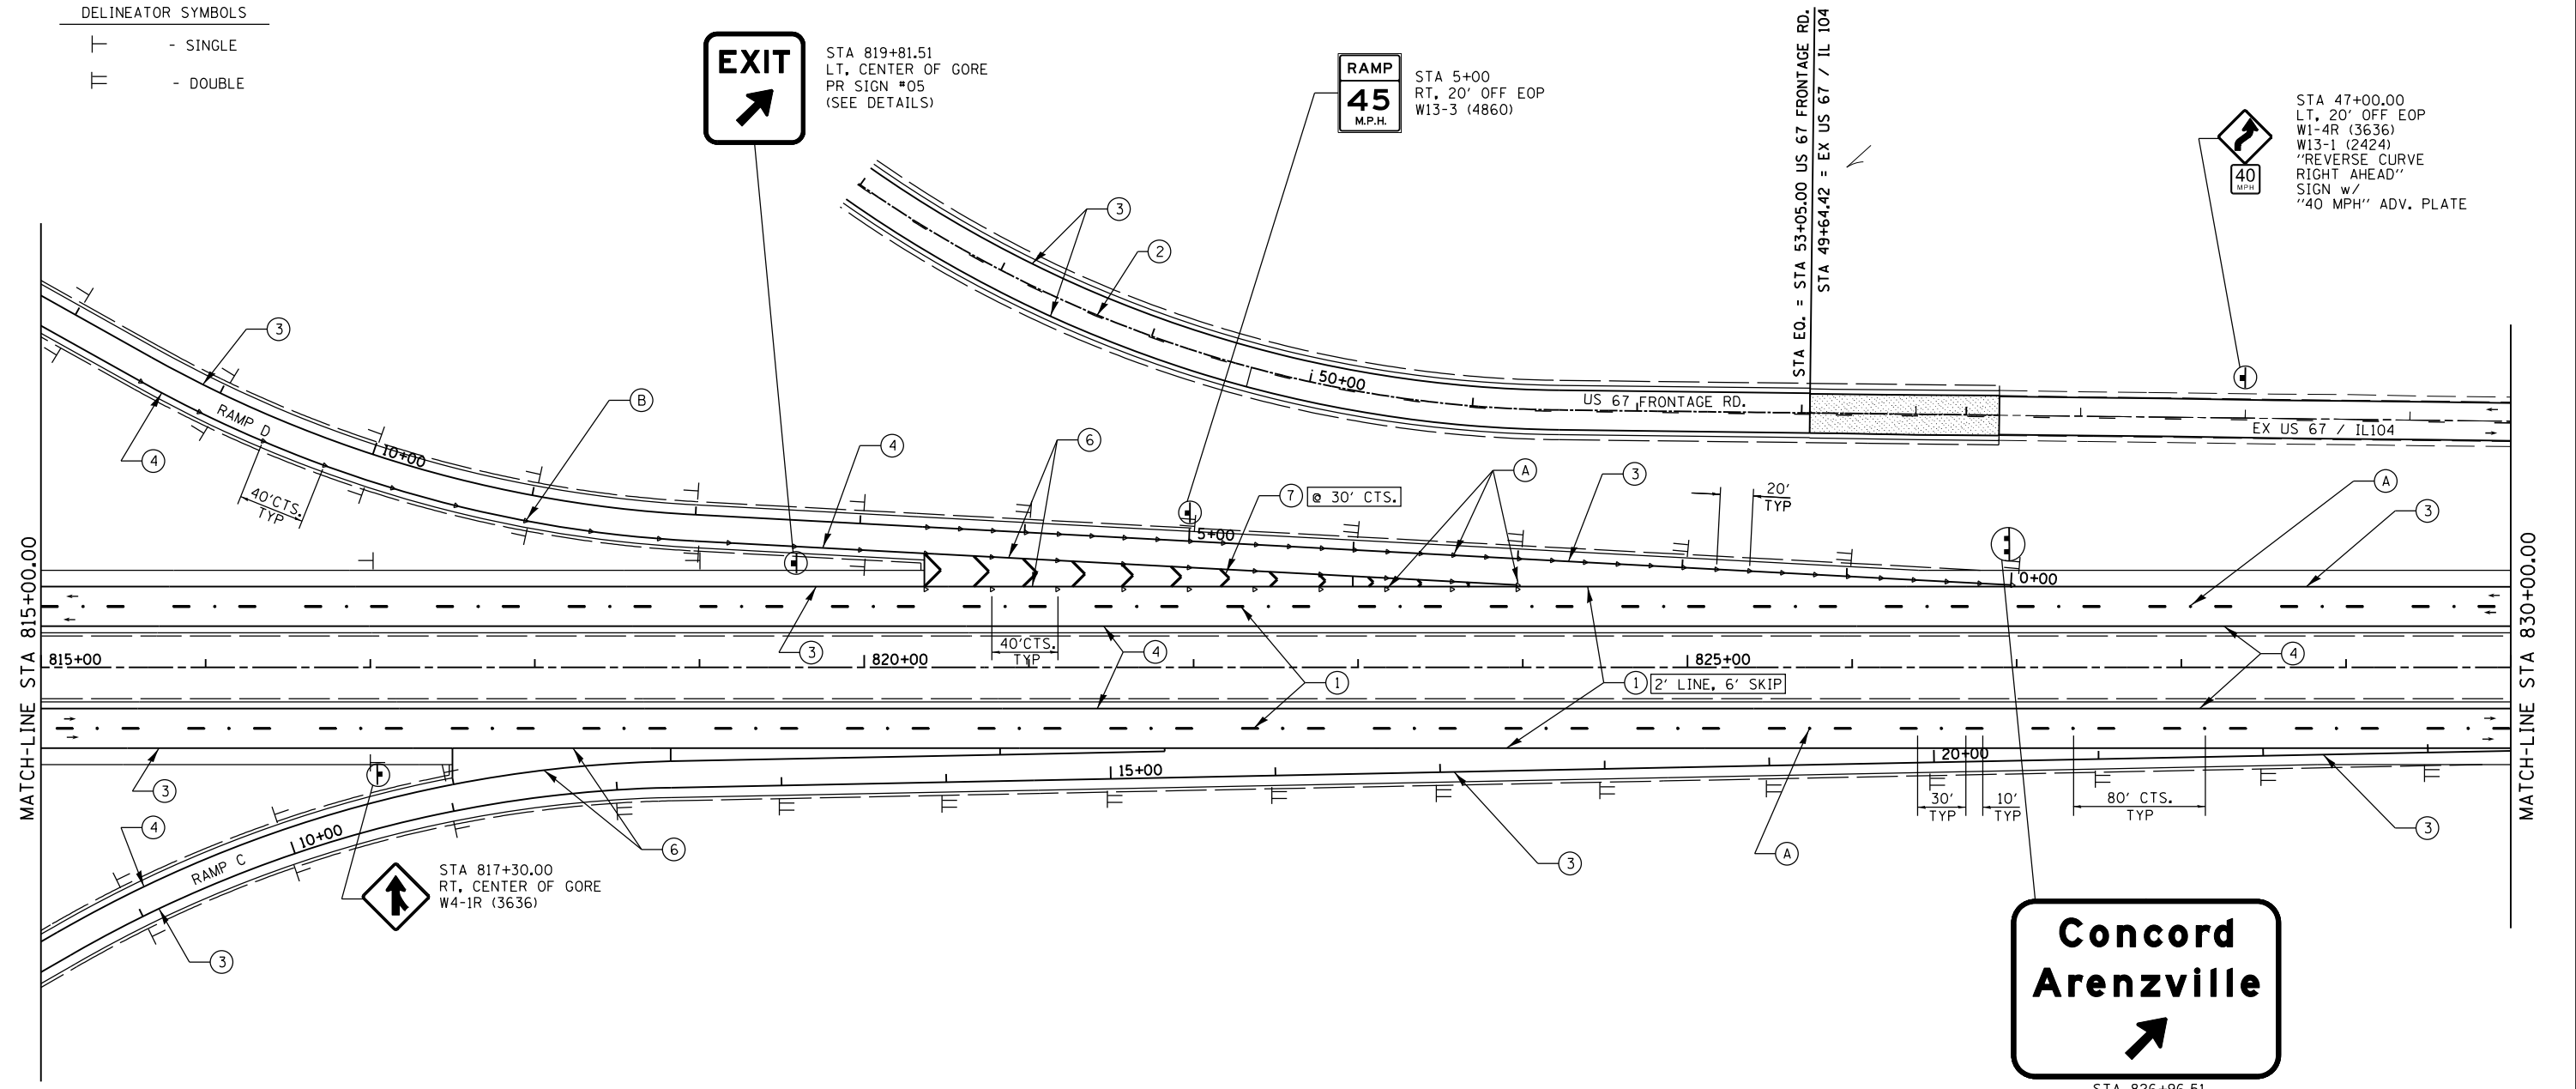 DELINEATOR SYMBOLS
- SINGLE
- DOUBLE
EXIT
STA 819+81.51
LT, CENTER OF GORE
PR SIGN #05
(SEE DETAILS)
RAMP
45
M.P.H.
STA 5+00
RT, 20' OFF EOP
W13-3 (4860)
STA EQ. = STA 53+05.00 US 67 FRONTAGE RD.
STA 49+64.42 = EX US 67 / IL 104
40
MPH
STA 47+00.00
LT, 20' OFF EOP
W1-4R (3636)
W13-1 (2424)
"REVERSE CURVE
RIGHT AHEAD"
SIGN w/
"40 MPH" ADV. PLATE
3
2
3
B
4
6
4
RAMP D
10+00
40'CTS.
TYP
50+00
US 67 FRONTAGE RD.
EX US 67 / IL104
7 @ 30' CTS.
A
3
20'
TYP
A
3
5+00
0+00
MATCH-LINE STA 815+00.00
MATCH-LINE STA 830+00.00
3
40'CTS.
TYP
4
4
815+00
820+00
825+00
1
1 2' LINE, 6' SKIP
3
4
15+00
20+00
30'
TYP
10'
TYP
80' CTS.
TYP
10+00
RAMP C
6
3
A
3
3
STA 817+30.00
RT, CENTER OF GORE
W4-1R (3636)
Concord
Arenzville